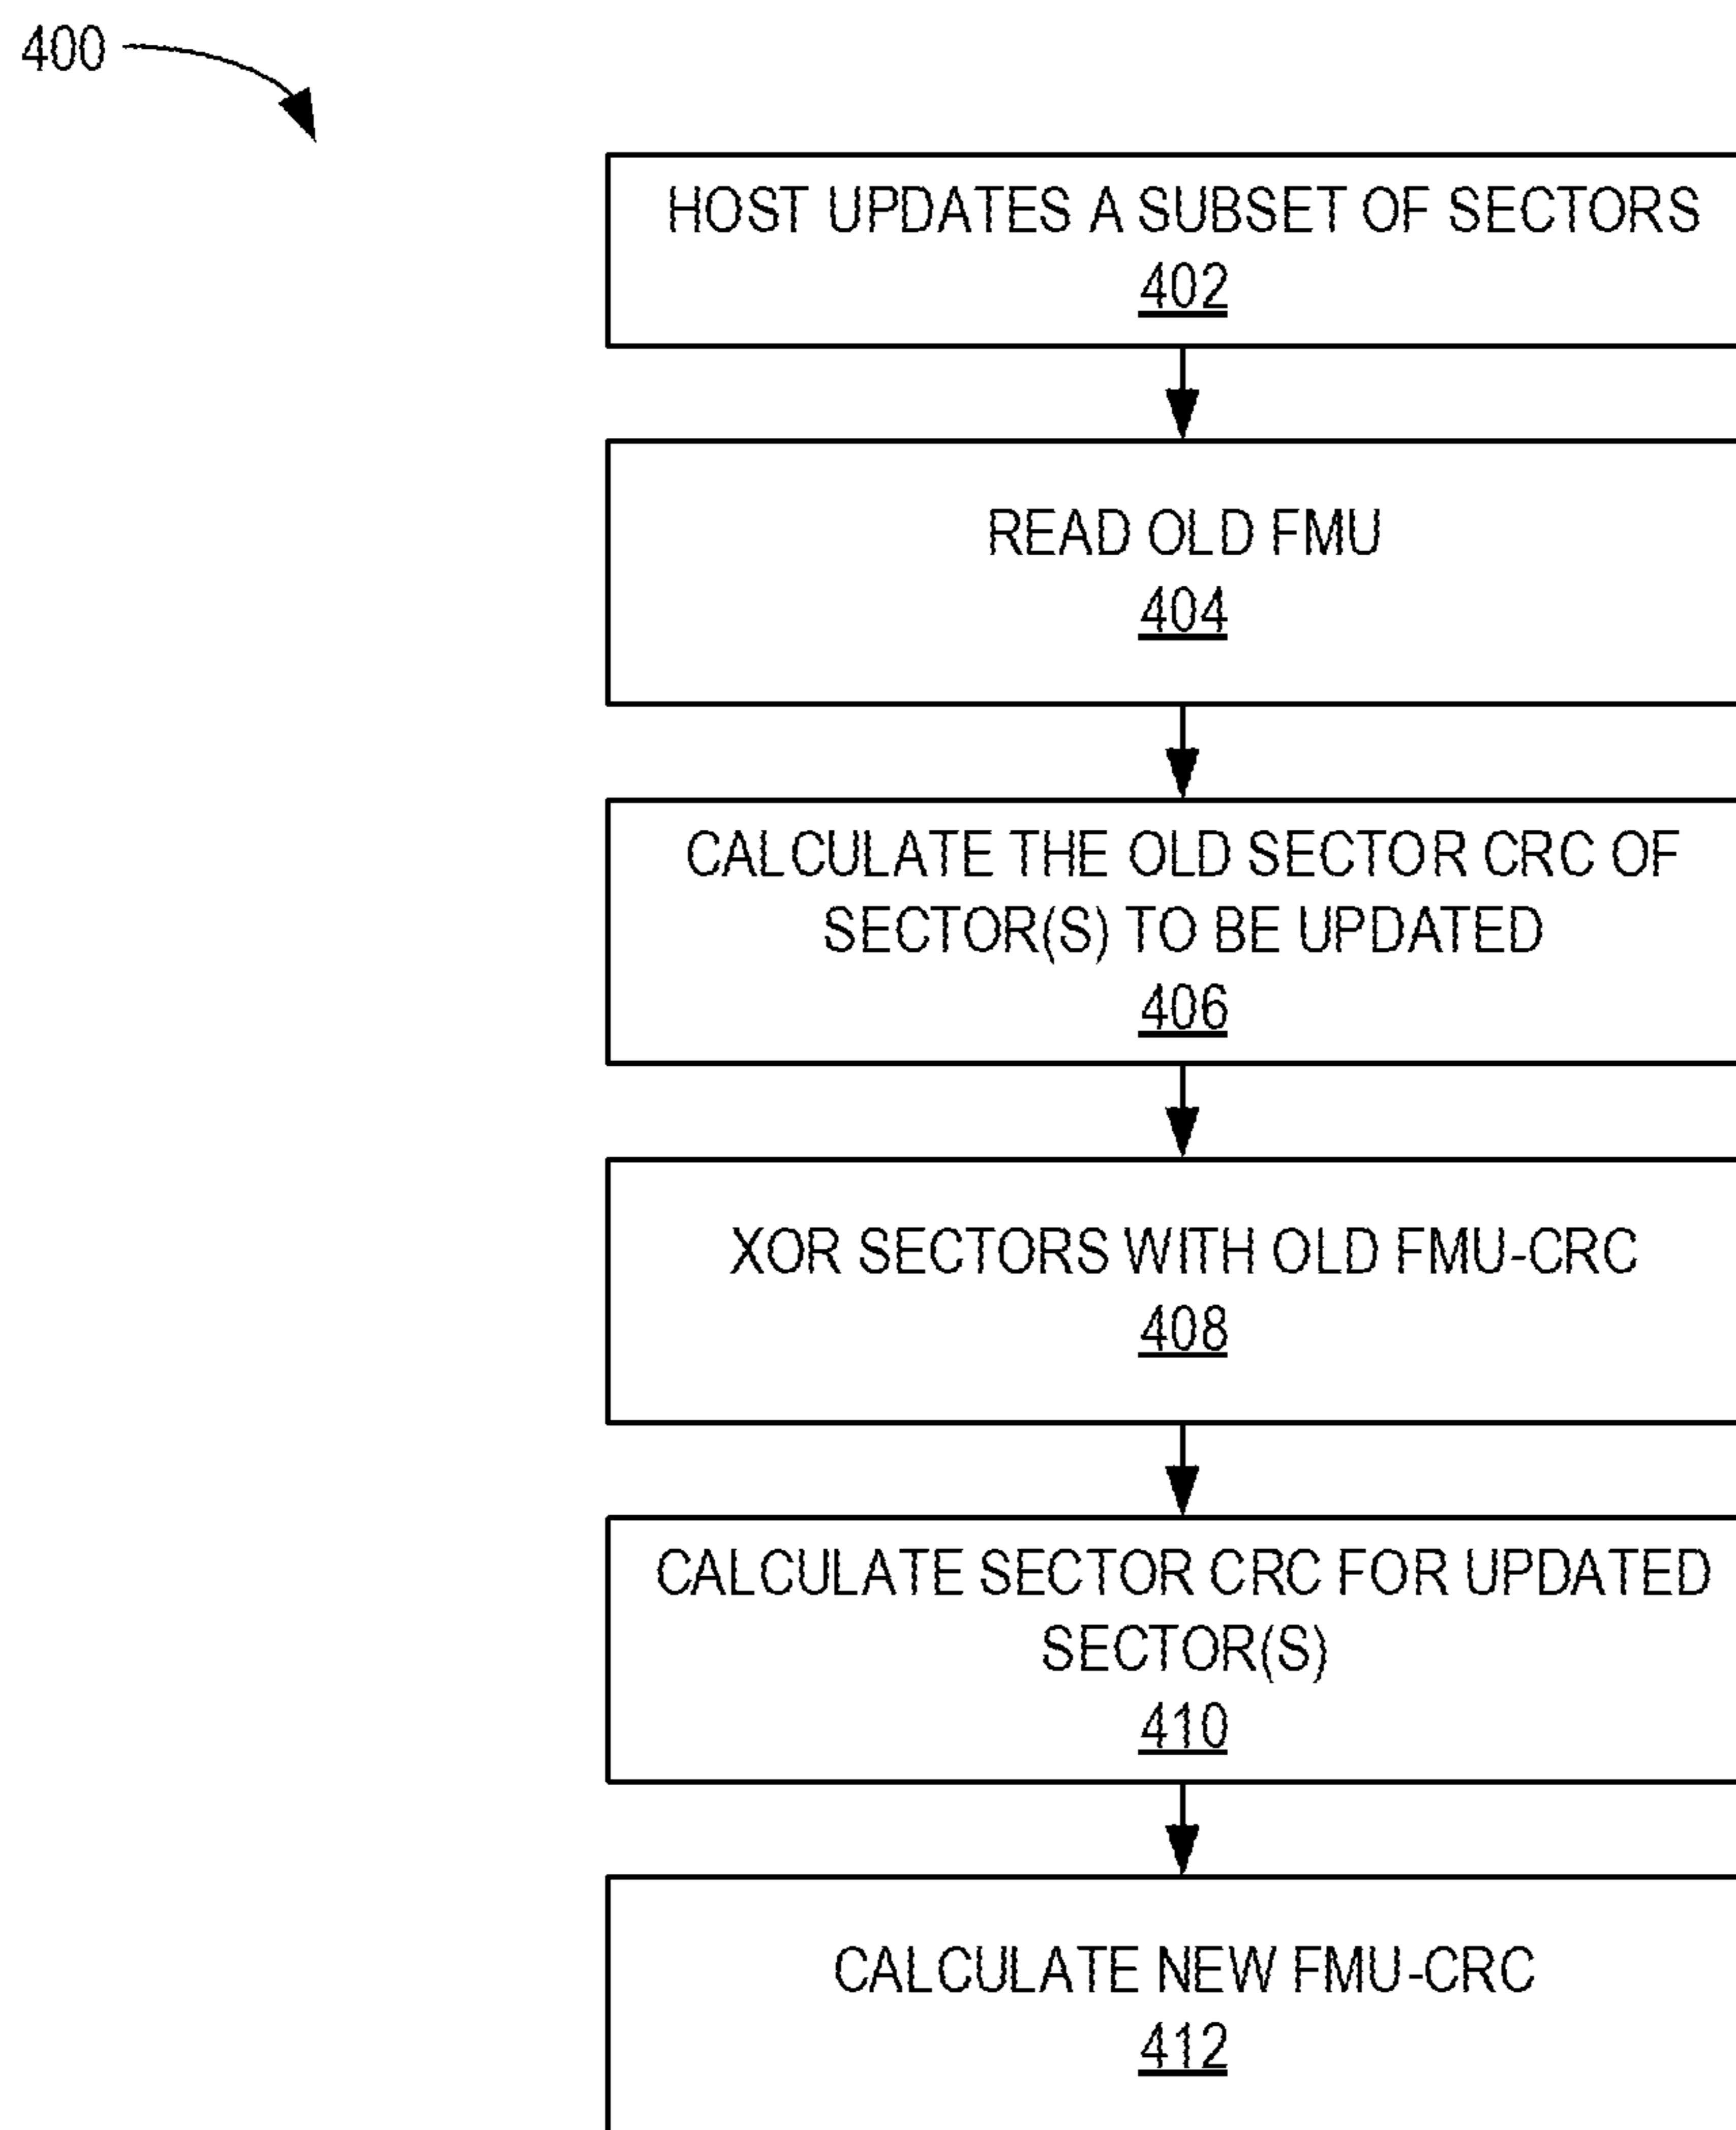 400
HOST UPDATES A SUBSET OF SECTORS
402
READ OLD FMU
404
CALCULATE THE OLD SECTOR CRC OF
SECTOR(S) TO BE UPDATED
406
XOR SECTORS WITH OLD FMU-CRC
408
CALCULATE SECTOR CRC FOR UPDATED
SECTOR(S)
410
CALCULATE NEW FMU-CRC
412